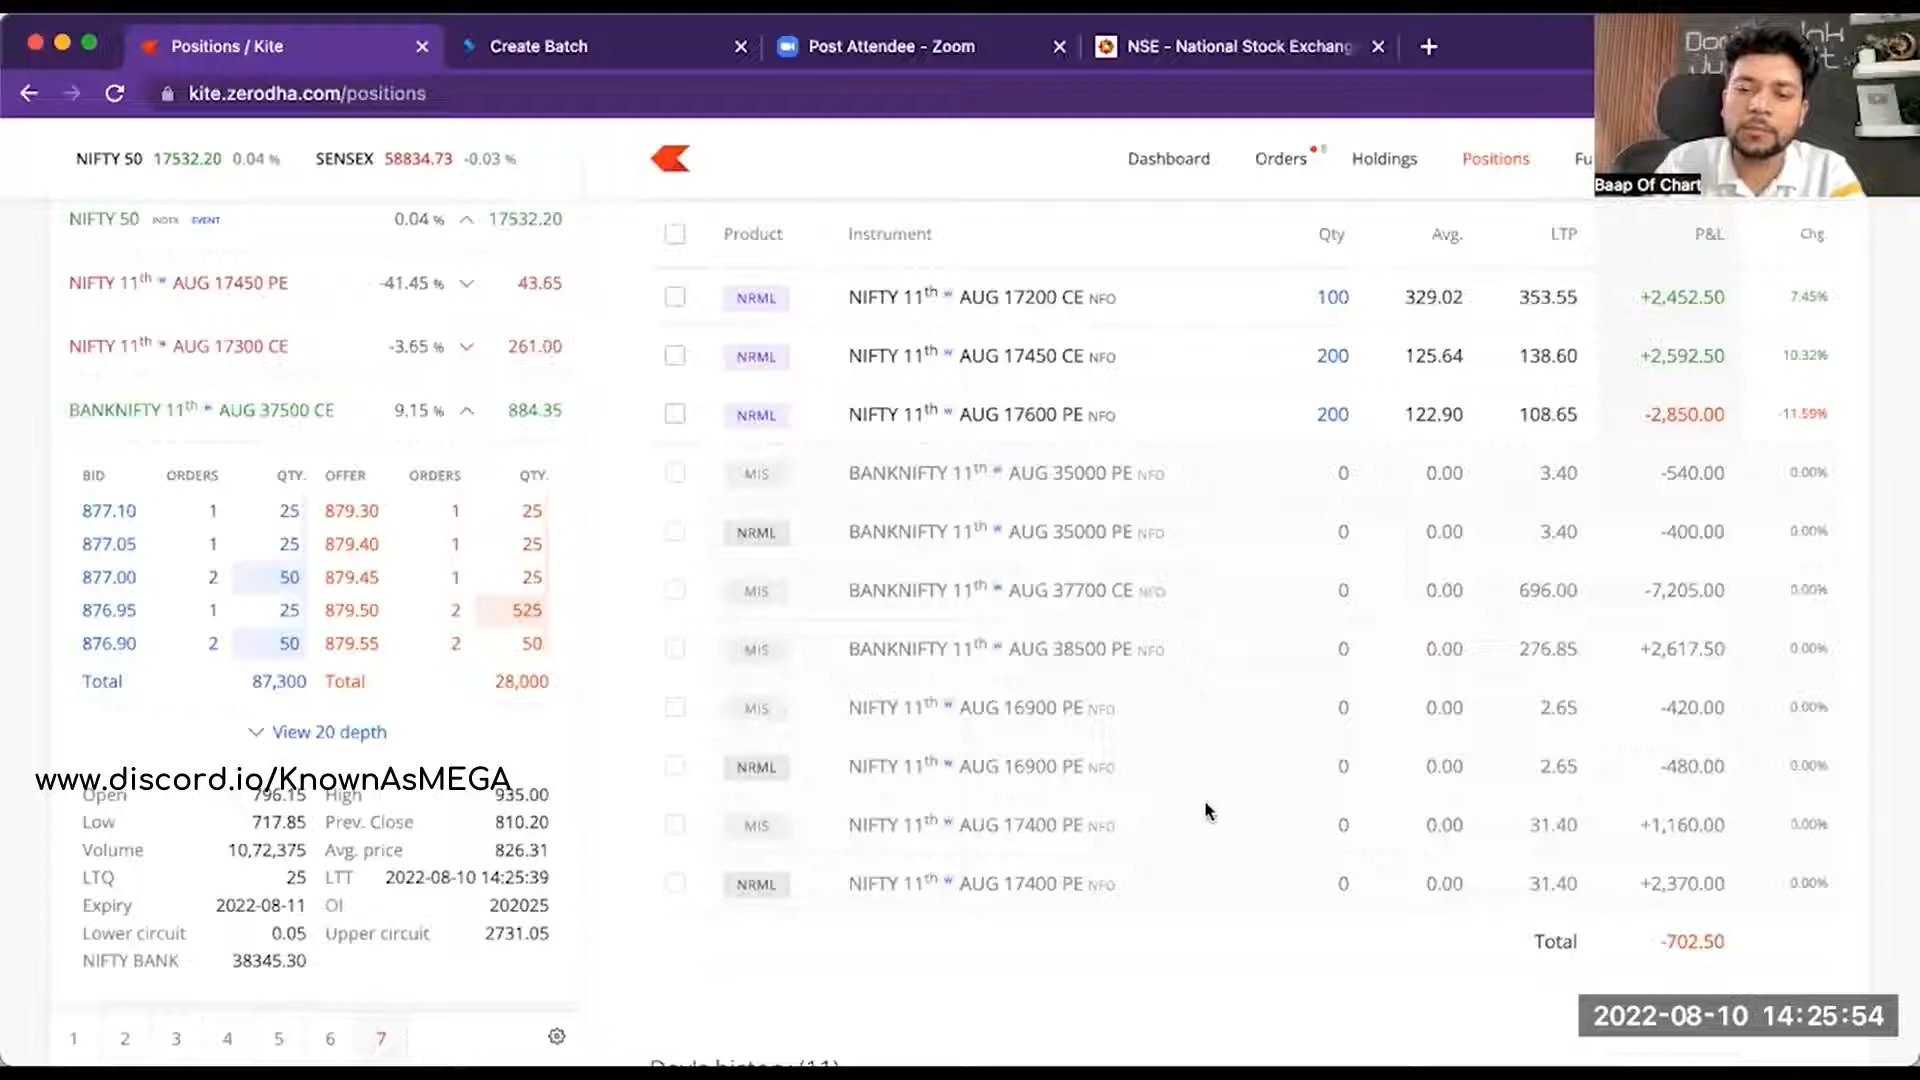 Positions / Kite
Create Batch
Post Attendee - Zoom
NSE - National Stock Exchang
kite.zerodha.com/positions
Baap Of Chart
NIFTY 50 17532.20 0.04 % SENSEX 58834.73 -0.03 %
Dashboard Orders Holdings Positions Fu
NIFTY 50 INDEX EVENT 0.04 % 17532.20
NIFTY 11th w AUG 17450 PE -41.45 % 43.65
NIFTY 11th w AUG 17300 CE -3.65 % 261.00
BANKNIFTY 11th w AUG 37500 CE 9.15 % 884.35
BID ORDERS QTY. OFFER ORDERS QTY.
877.10 1 25 879.30 1 25
877.05 1 25 879.40 1 25
877.00 2 50 879.45 1 25
876.95 1 25 879.50 2 525
876.90 2 50 879.55 2 50
Total 87,300 Total 28,000
View 20 depth
www.discord.io/KnownAsMEGA
Open 796.15 High 935.00
Low 717.85 Prev. Close 810.20
Volume 10,72,375 Avg. price 826.31
LTQ 25 LTT 2022-08-10 14:25:39
Expiry 2022-08-11 OI 202025
Lower circuit 0.05 Upper circuit 2731.05
NIFTY BANK 38345.30
1 2 3 4 5 6 7
Product Instrument Qty Avg. LTP P&L Chg.
NRML NIFTY 11th w AUG 17200 CE NFO 100 329.02 353.55 +2,452.50 7.45%
NRML NIFTY 11th w AUG 17450 CE NFO 200 125.64 138.60 +2,592.50 10.32%
NRML NIFTY 11th w AUG 17600 PE NFO 200 122.90 108.65 -2,850.00 -11.59%
MIS BANKNIFTY 11th w AUG 35000 PE NFO 0 0.00 3.40 -540.00 0.00%
NRML BANKNIFTY 11th w AUG 35000 PE NFO 0 0.00 3.40 -400.00 0.00%
MIS BANKNIFTY 11th w AUG 37700 CE NFO 0 0.00 696.00 -7,205.00 0.00%
MIS BANKNIFTY 11th w AUG 38500 PE NFO 0 0.00 276.85 +2,617.50 0.00%
MIS NIFTY 11th w AUG 16900 PE NFO 0 0.00 2.65 -420.00 0.00%
NRML NIFTY 11th w AUG 16900 PE NFO 0 0.00 2.65 -480.00 0.00%
MIS NIFTY 11th w AUG 17400 PE NFO 0 0.00 31.40 +1,160.00 0.00%
NRML NIFTY 11th w AUG 17400 PE NFO 0 0.00 31.40 +2,370.00 0.00%
Total -702.50
2022-08-10 14:25:54